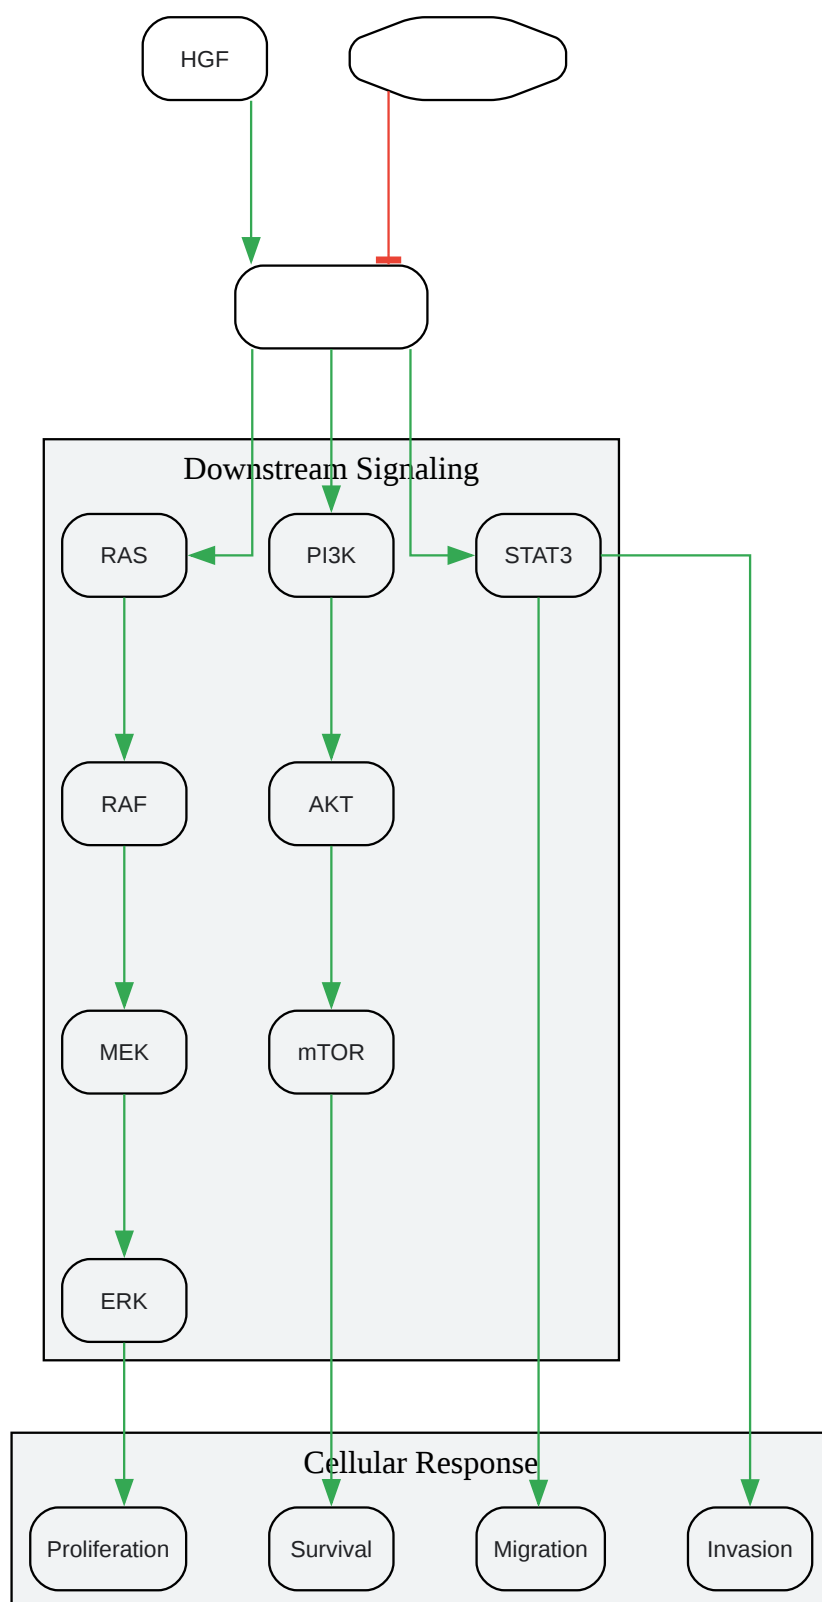 HGF
Downstream Signaling
RAS
PI3K
STAT3
RAF
AKT
MEK
mTOR
ERK
Cellular Response
Proliferation
Survival
Migration
Invasion